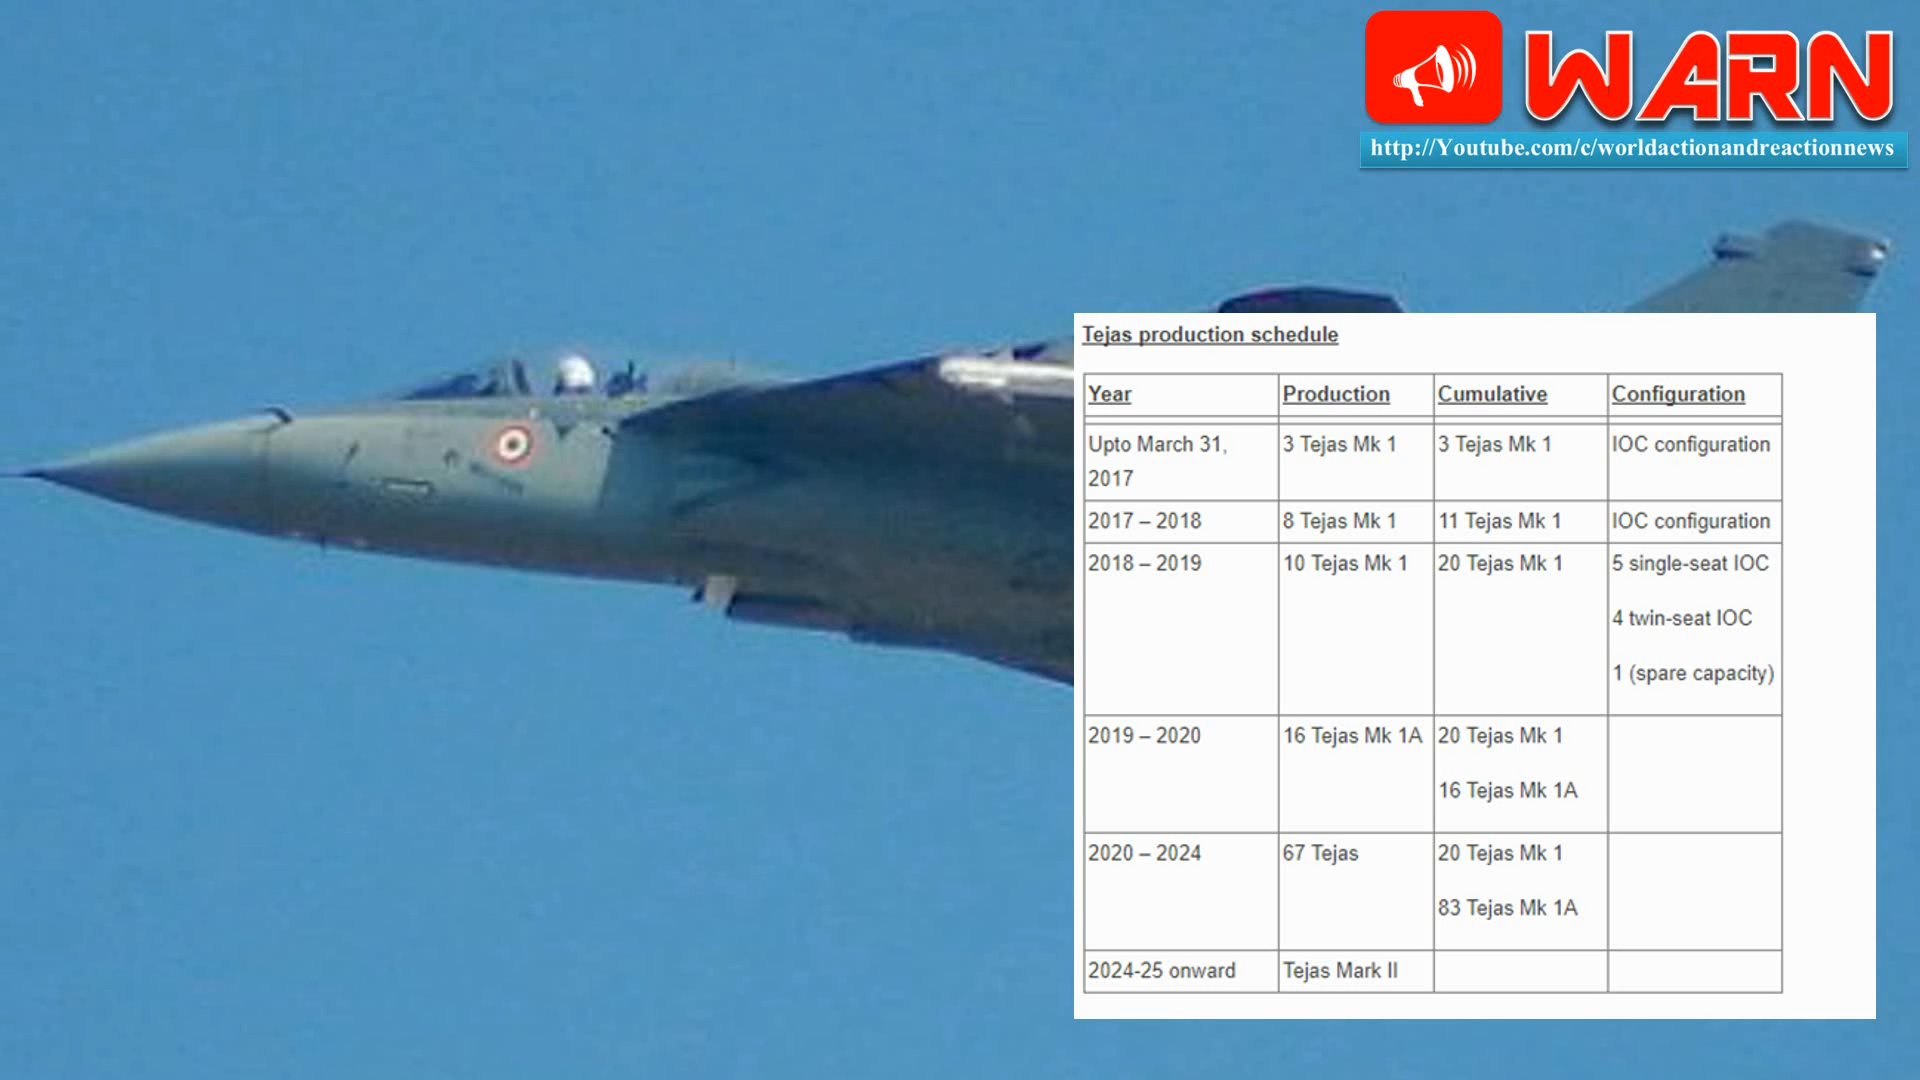 WARN
http://Youtube.com/c/worldactionandreactionnews
Tejas production schedule
Year Production Cumulative Configuration
Upto March 31, 2017 3 Tejas Mk 1 3 Tejas Mk 1 IOC configuration
2017 – 2018 8 Tejas Mk 1 11 Tejas Mk 1 IOC configuration
2018 – 2019 10 Tejas Mk 1 20 Tejas Mk 1 5 single-seat IOC
4 twin-seat IOC
1 (spare capacity)
2019 – 2020 16 Tejas Mk 1A 20 Tejas Mk 1
16 Tejas Mk 1A
2020 – 2024 67 Tejas 20 Tejas Mk 1
83 Tejas Mk 1A
2024-25 onward Tejas Mark II